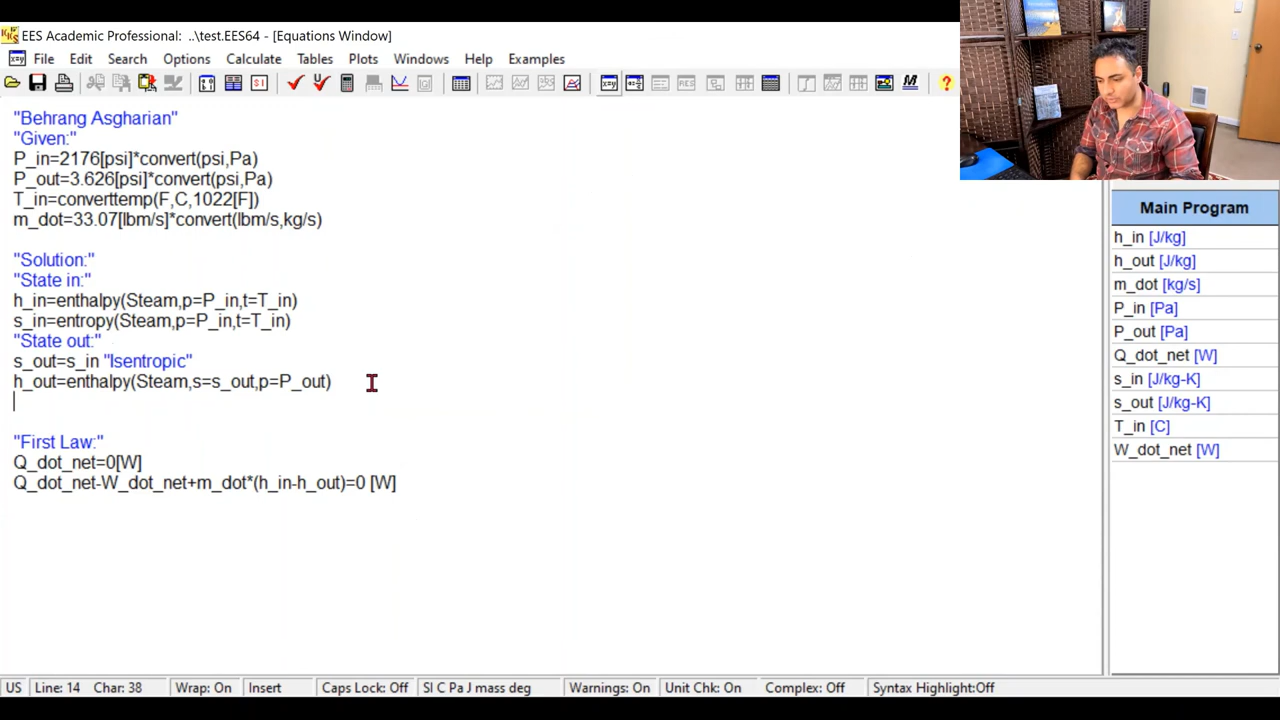 EES Academic Professional: ..\test.EES64 - [Equations Window]
File Edit Search Options Calculate Tables Plots Windows Help Examples
"Behrang Asgharian"
"Given:"
P_in=2176[psi]*convert(psi,Pa)
P_out=3.626[psi]*convert(psi,Pa)
T_in=converttemp(F,C,1022[F])
m_dot=33.07[lbm/s]*convert(lbm/s,kg/s)
"Solution:"
"State in:"
h_in=enthalpy(Steam,p=P_in,t=T_in)
s_in=entropy(Steam,p=P_in,t=T_in)
"State out:"
s_out=s_in "Isentropic"
h_out=enthalpy(Steam,s=s_out,p=P_out)
"First Law:"
Q_dot_net=0[W]
Q_dot_net-W_dot_net+m_dot*(h_in-h_out)=0 [W]
Main Program
h_in [J/kg]
h_out [J/kg]
m_dot [kg/s]
P_in [Pa]
P_out [Pa]
Q_dot_net [W]
s_in [J/kg-K]
s_out [J/kg-K]
T_in [C]
W_dot_net [W]
US Line: 14 Char: 38 Wrap: On Insert Caps Lock: Off SI C Pa J mass deg Warnings: On Unit Chk: On Complex: Off Syntax Highlight:Off